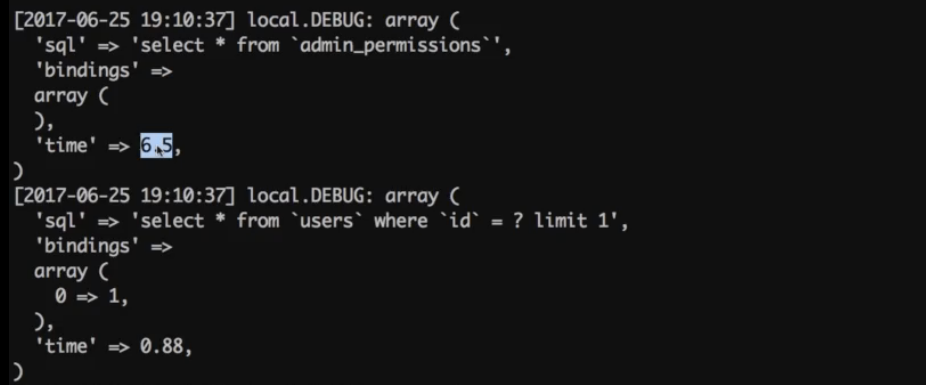 [2017-06-25 19:10:37] local.DEBUG: array (
  'sql' => 'select * from `admin_permissions`',
  'bindings' =>
  array (
  ),
  'time' => 6.5,
)
[2017-06-25 19:10:37] local.DEBUG: array (
  'sql' => 'select * from `users` where `id` = ? limit 1',
  'bindings' =>
  array (
    0 => 1,
  ),
  'time' => 0.88,
)